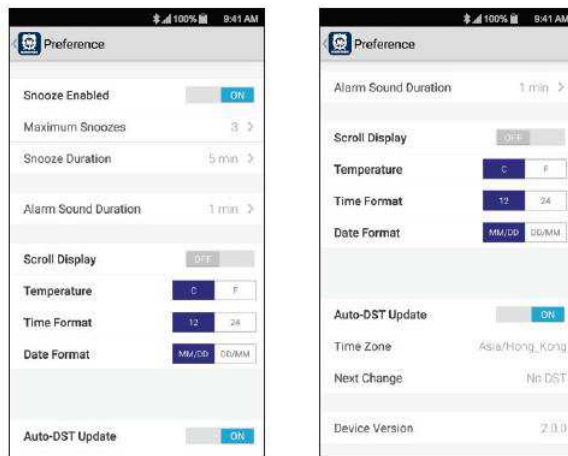 100% 9:41 AM
Preference
Snooze Enabled ON
Maximum Snoozes 3 >
Snooze Duration 5 min >
Alarm Sound Duration 1 min >
Scroll Display OFF
Temperature C F
Time Format 12 24
Date Format MM/DD DD/MM
Auto-DST Update ON
100% 9:41 AM
Preference
Alarm Sound Duration 1 min >
Scroll Display OFF
Temperature C F
Time Format 12 24
Date Format MM/DD DD/MM
Auto-DST Update ON
Time Zone Asia/Hong_Kong
Next Change No DST
Device Version 2.0.0